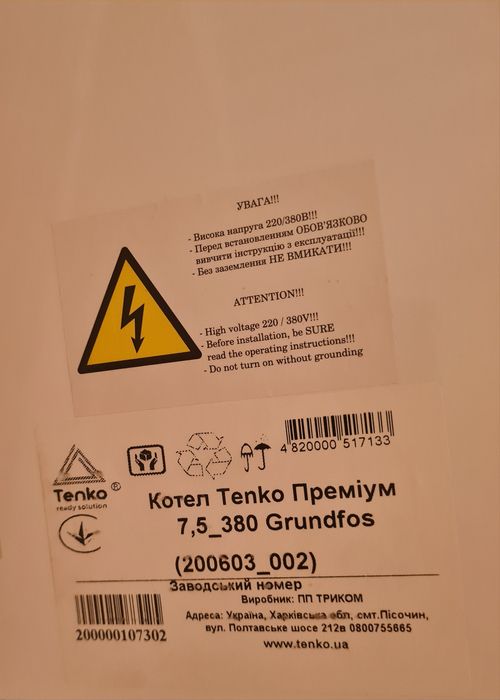 УВАГА!!!
- Висока напруга 220/380В!!!
- Перед встановленням ОБОВ'ЯЗКОВО
вивчити інструкцію з експлуатації!!!
- Без заземлення НЕ ВМИКАТИ!!!
ATTENTION!!!
- High voltage 220 / 380V!!!
- Before installation, be SURE
read the operating instructions!!!
- Do not turn on without grounding
4 820000 517133
Tenko®
ready solution
Котел Tenko Преміум
7,5_380 Grundfos
(200603_002)
Заводський номер
Виробник: ПП ТРИКОМ
200000107302
Адреса: Україна, Харківська обл, смт.Пісочин,
вул. Полтавське шосе 212в 0800755665
www.tenko.ua